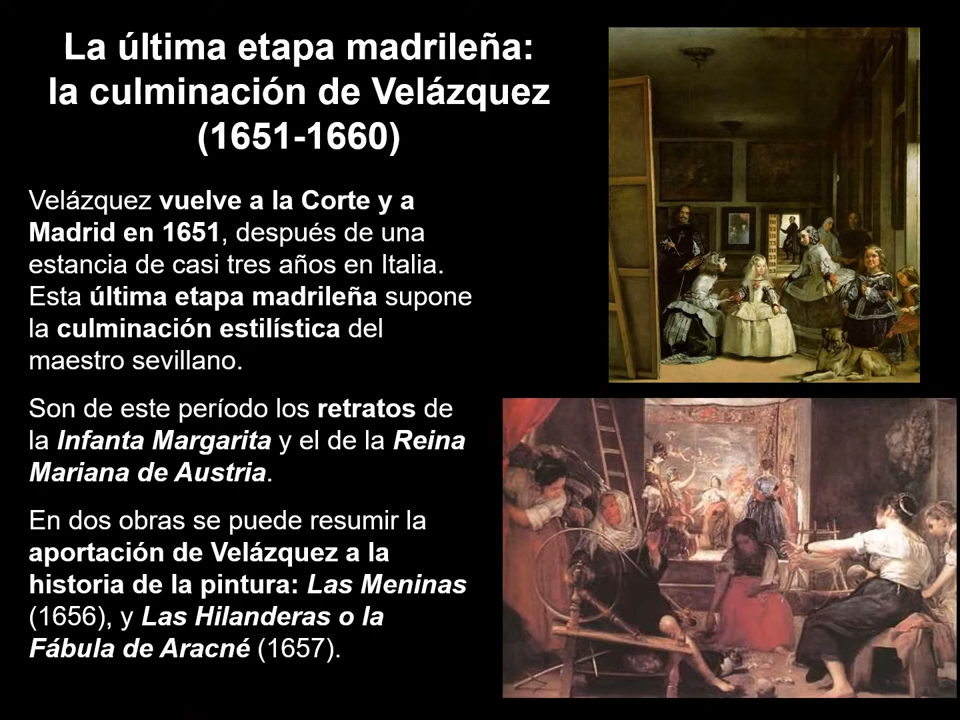 La última etapa madrileña:
la culminación de Velázquez
(1651-1660)
Velázquez vuelve a la Corte y a
Madrid en 1651, después de una
estancia de casi tres años en Italia.
Esta última etapa madrileña supone
la culminación estilística del
maestro sevillano.
Son de este período los retratos de
la Infanta Margarita y el de la Reina
Mariana de Austria.
En dos obras se puede resumir la
aportación de Velázquez a la
historia de la pintura: Las Meninas
(1656), y Las Hilanderas o la
Fábula de Aracné (1657).